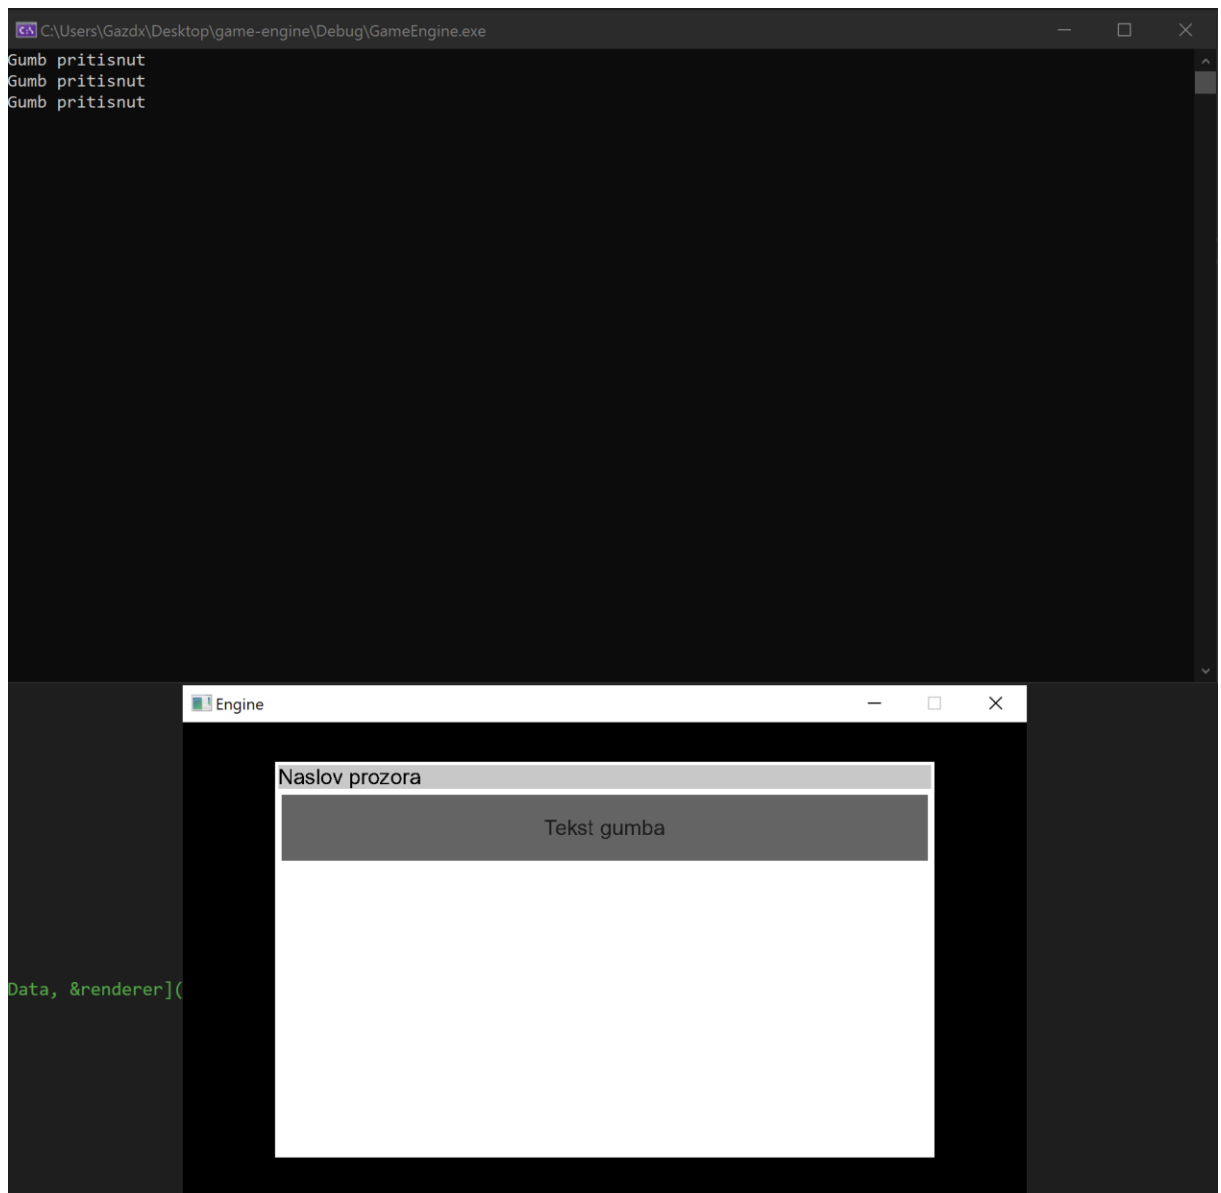 C:\Users\Gazdx\Desktop\game-engine\Debug\GameEngine.exe
Gumb pritisnut
Gumb pritisnut
Gumb pritisnut
Engine
Naslov prozora
Tekst gumba
Data, &renderer](